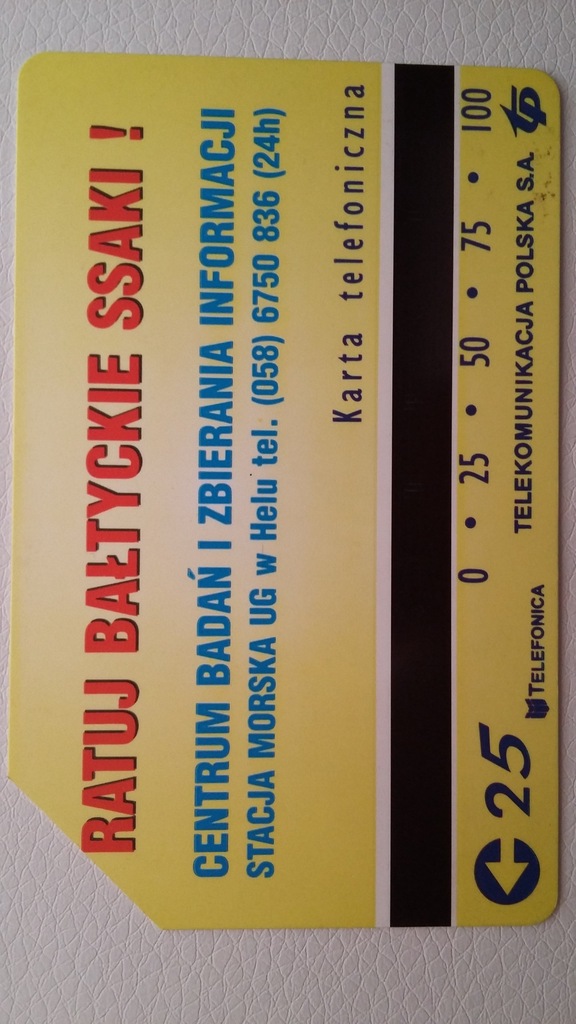 RATUJ BAŁTYCKIE SSAKI !
CENTRUM BADAŃ I ZBIERANIA INFORMACJI
STACJA MORSKA UG w Helu tel. (058) 6750 836 (24h)
Karta telefoniczna
0 • 25 • 50 • 75 • 100
25 TELEFONICA TELEKOMUNIKACJA POLSKA S.A. TP